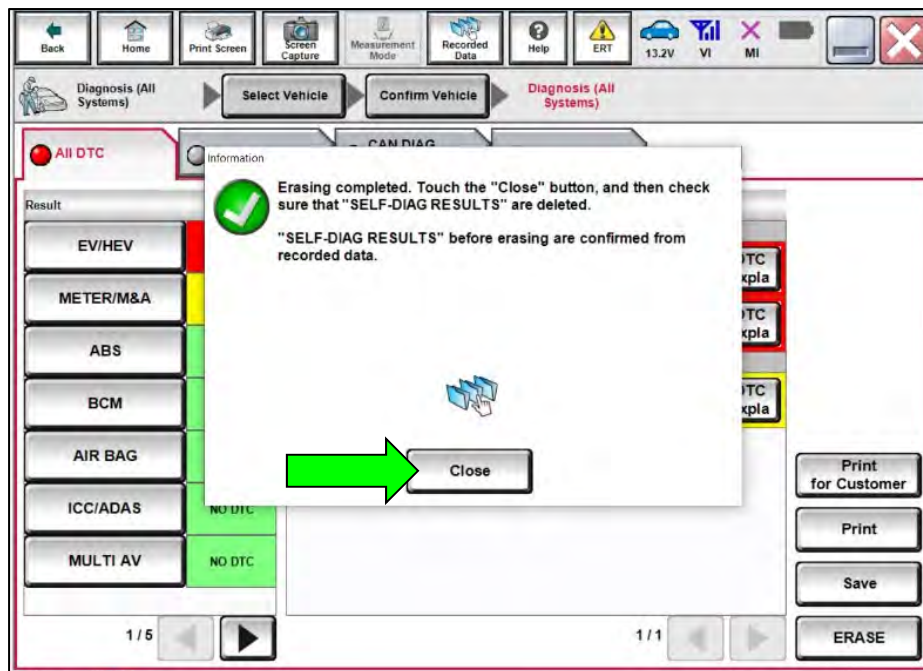 Back
Home
Print Screen
Screen
Capture
Measurement
Mode
Recorded
Data
Help
ERT
13.2V
VI
MI
Diagnosis (All
Systems)
Select Vehicle
Confirm Vehicle
Diagnosis (All
Systems)
All DTC
CAN DIAG
Information
Erasing completed. Touch the "Close" button, and then check
sure that "SELF-DIAG RESULTS" are deleted.
"SELF-DIAG RESULTS" before erasing are confirmed from
recorded data.
Close
Result
EV/HEV
METER/M&A
ABS
BCM
AIR BAG
ICC/ADAS
NO DTC
MULTI AV
NO DTC
1/5
1/1
Print
for Customer
Print
Save
ERASE